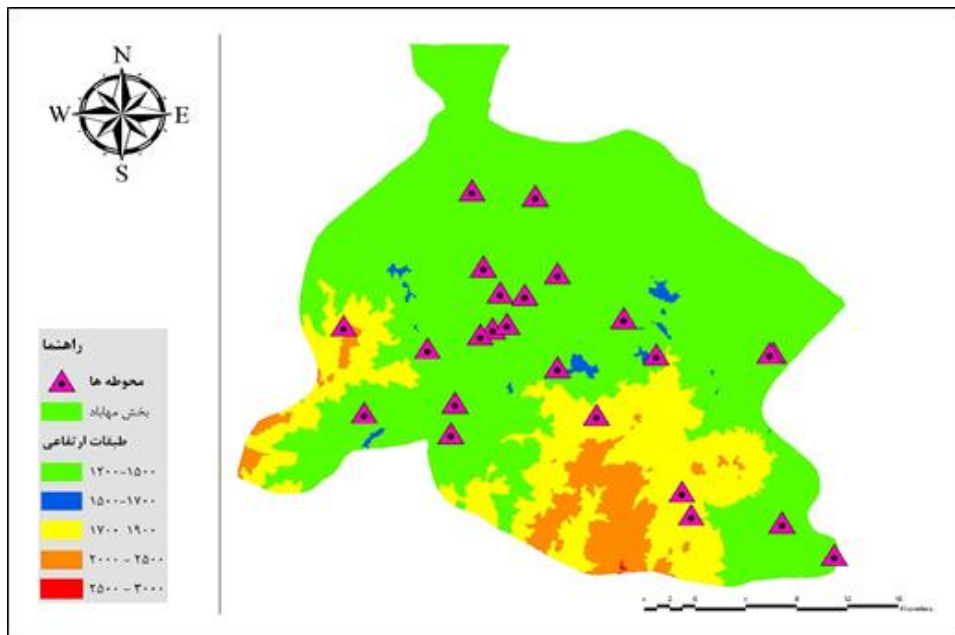 N
W E
S
راهنما
محوطه ها
بخش مهاباد
طبقات ارتفاعی
۱۲۰۰-۱۵۰۰
۱۵۰۰-۱۷۰۰
۱۷۰۰ ۱۹۰۰
۲۰۰۰ - ۲۵۰۰
۲۵۰۰ - ۳۰۰۰